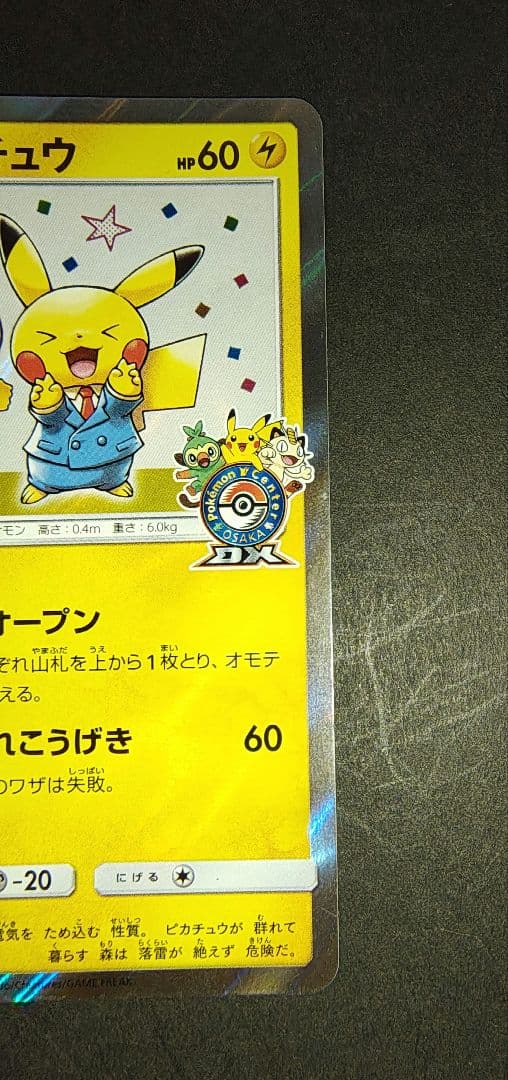 チュウ HP60
Pokémon Center
OSAKA
DX
モン 高さ：0.4m 重さ：6.0kg
オープン
ぞれ山札を上から1枚とり、オモテ
える。
れこうげき 60
のワザは失敗。
-20 にげる
電気を ため込む 性質。 ピカチュウが 群れて
暮らす 森は 落雷が 絶えず 危険だ。
/GAME FREAK